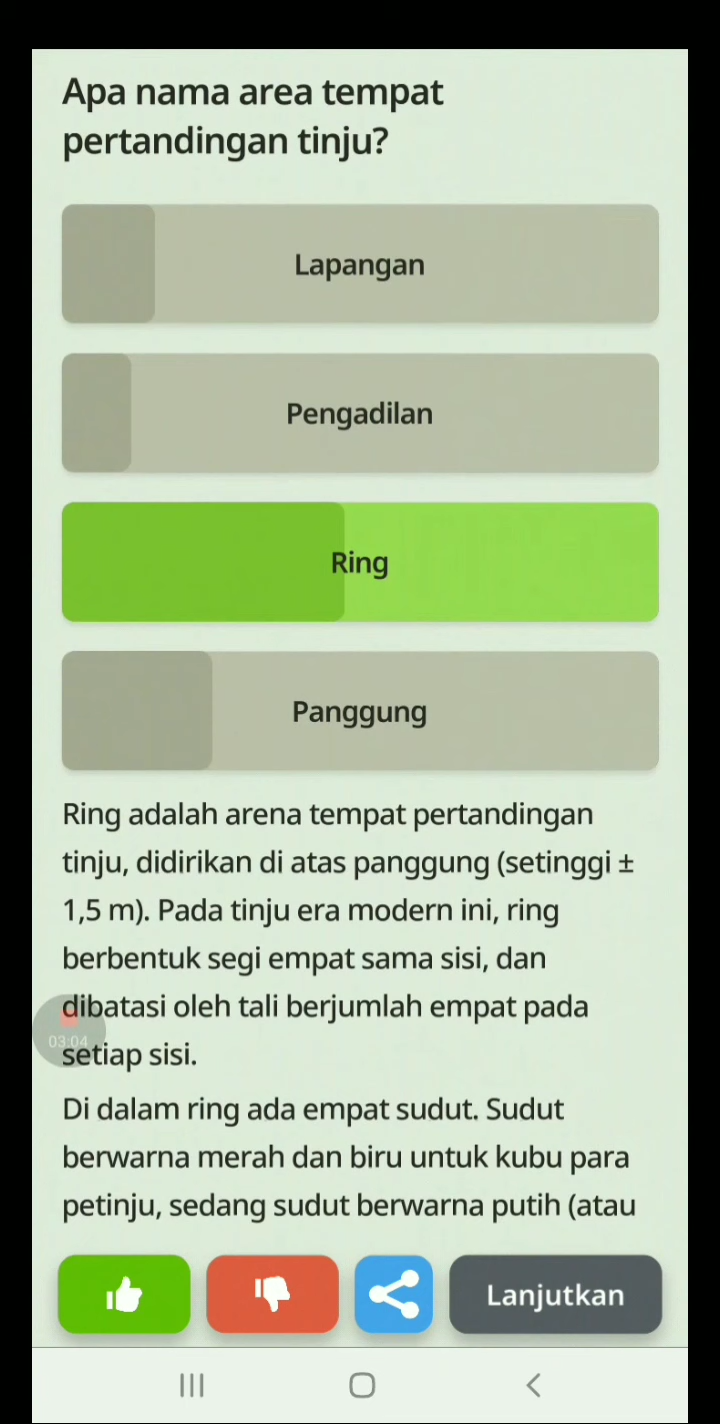 Apa nama area tempat
pertandingan tinju?
Lapangan
Pengadilan
Ring
Panggung
Ring adalah arena tempat pertandingan
tinju, didirikan di atas panggung (setinggi ±
1,5 m). Pada tinju era modern ini, ring
berbentuk segi empat sama sisi, dan
dibatasi oleh tali berjumlah empat pada
03:04
setiap sisi.
Di dalam ring ada empat sudut. Sudut
berwarna merah dan biru untuk kubu para
petinju, sedang sudut berwarna putih (atau
Lanjutkan